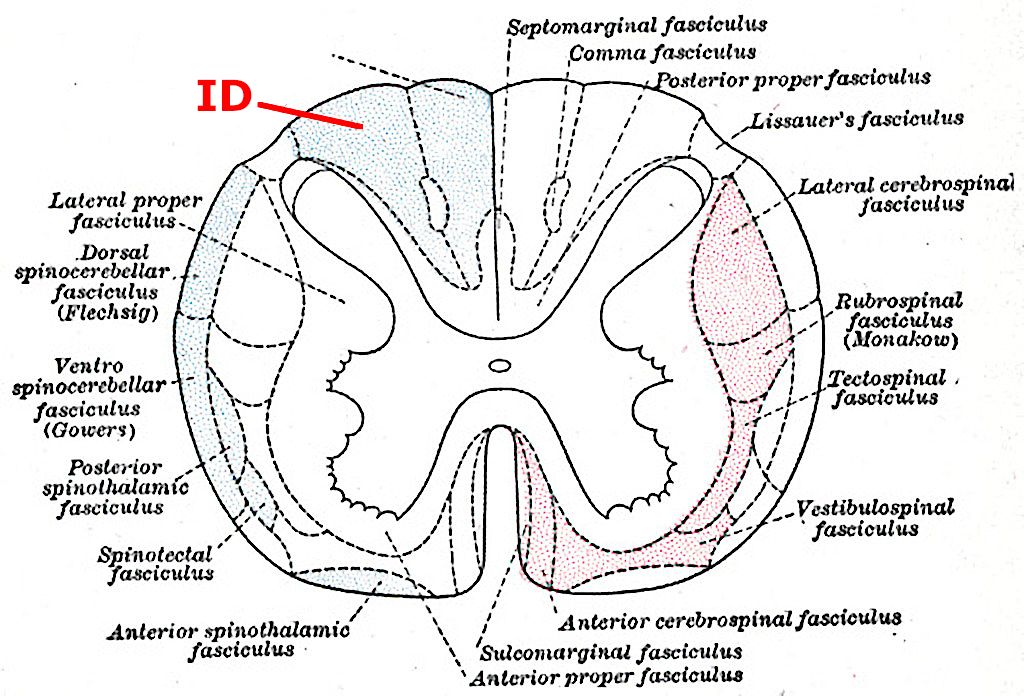 Septomarginal fasciculus
Comma fasciculus
Posterior proper fasciculus
ID
Lissauer's fasciculus
Lateral cerebrospinal
fasciculus
Lateral proper
fasciculus
Dorsal
spinocerebellar
fasciculus
(Flechsig)
Rubrospinal
fasciculus
(Monakow)
Ventro
spinocerebellar
fasciculus
(Gowers)
Tectospinal
fasciculus
Posterior
spinothalamic
fasciculus
Vestibulospinal
fasciculus
Spinotectal
fasciculus
Anterior spinothalamic
fasciculus
Anterior cerebrospinal fasciculus
Sulcomarginal fasciculus
Anterior proper fasciculus